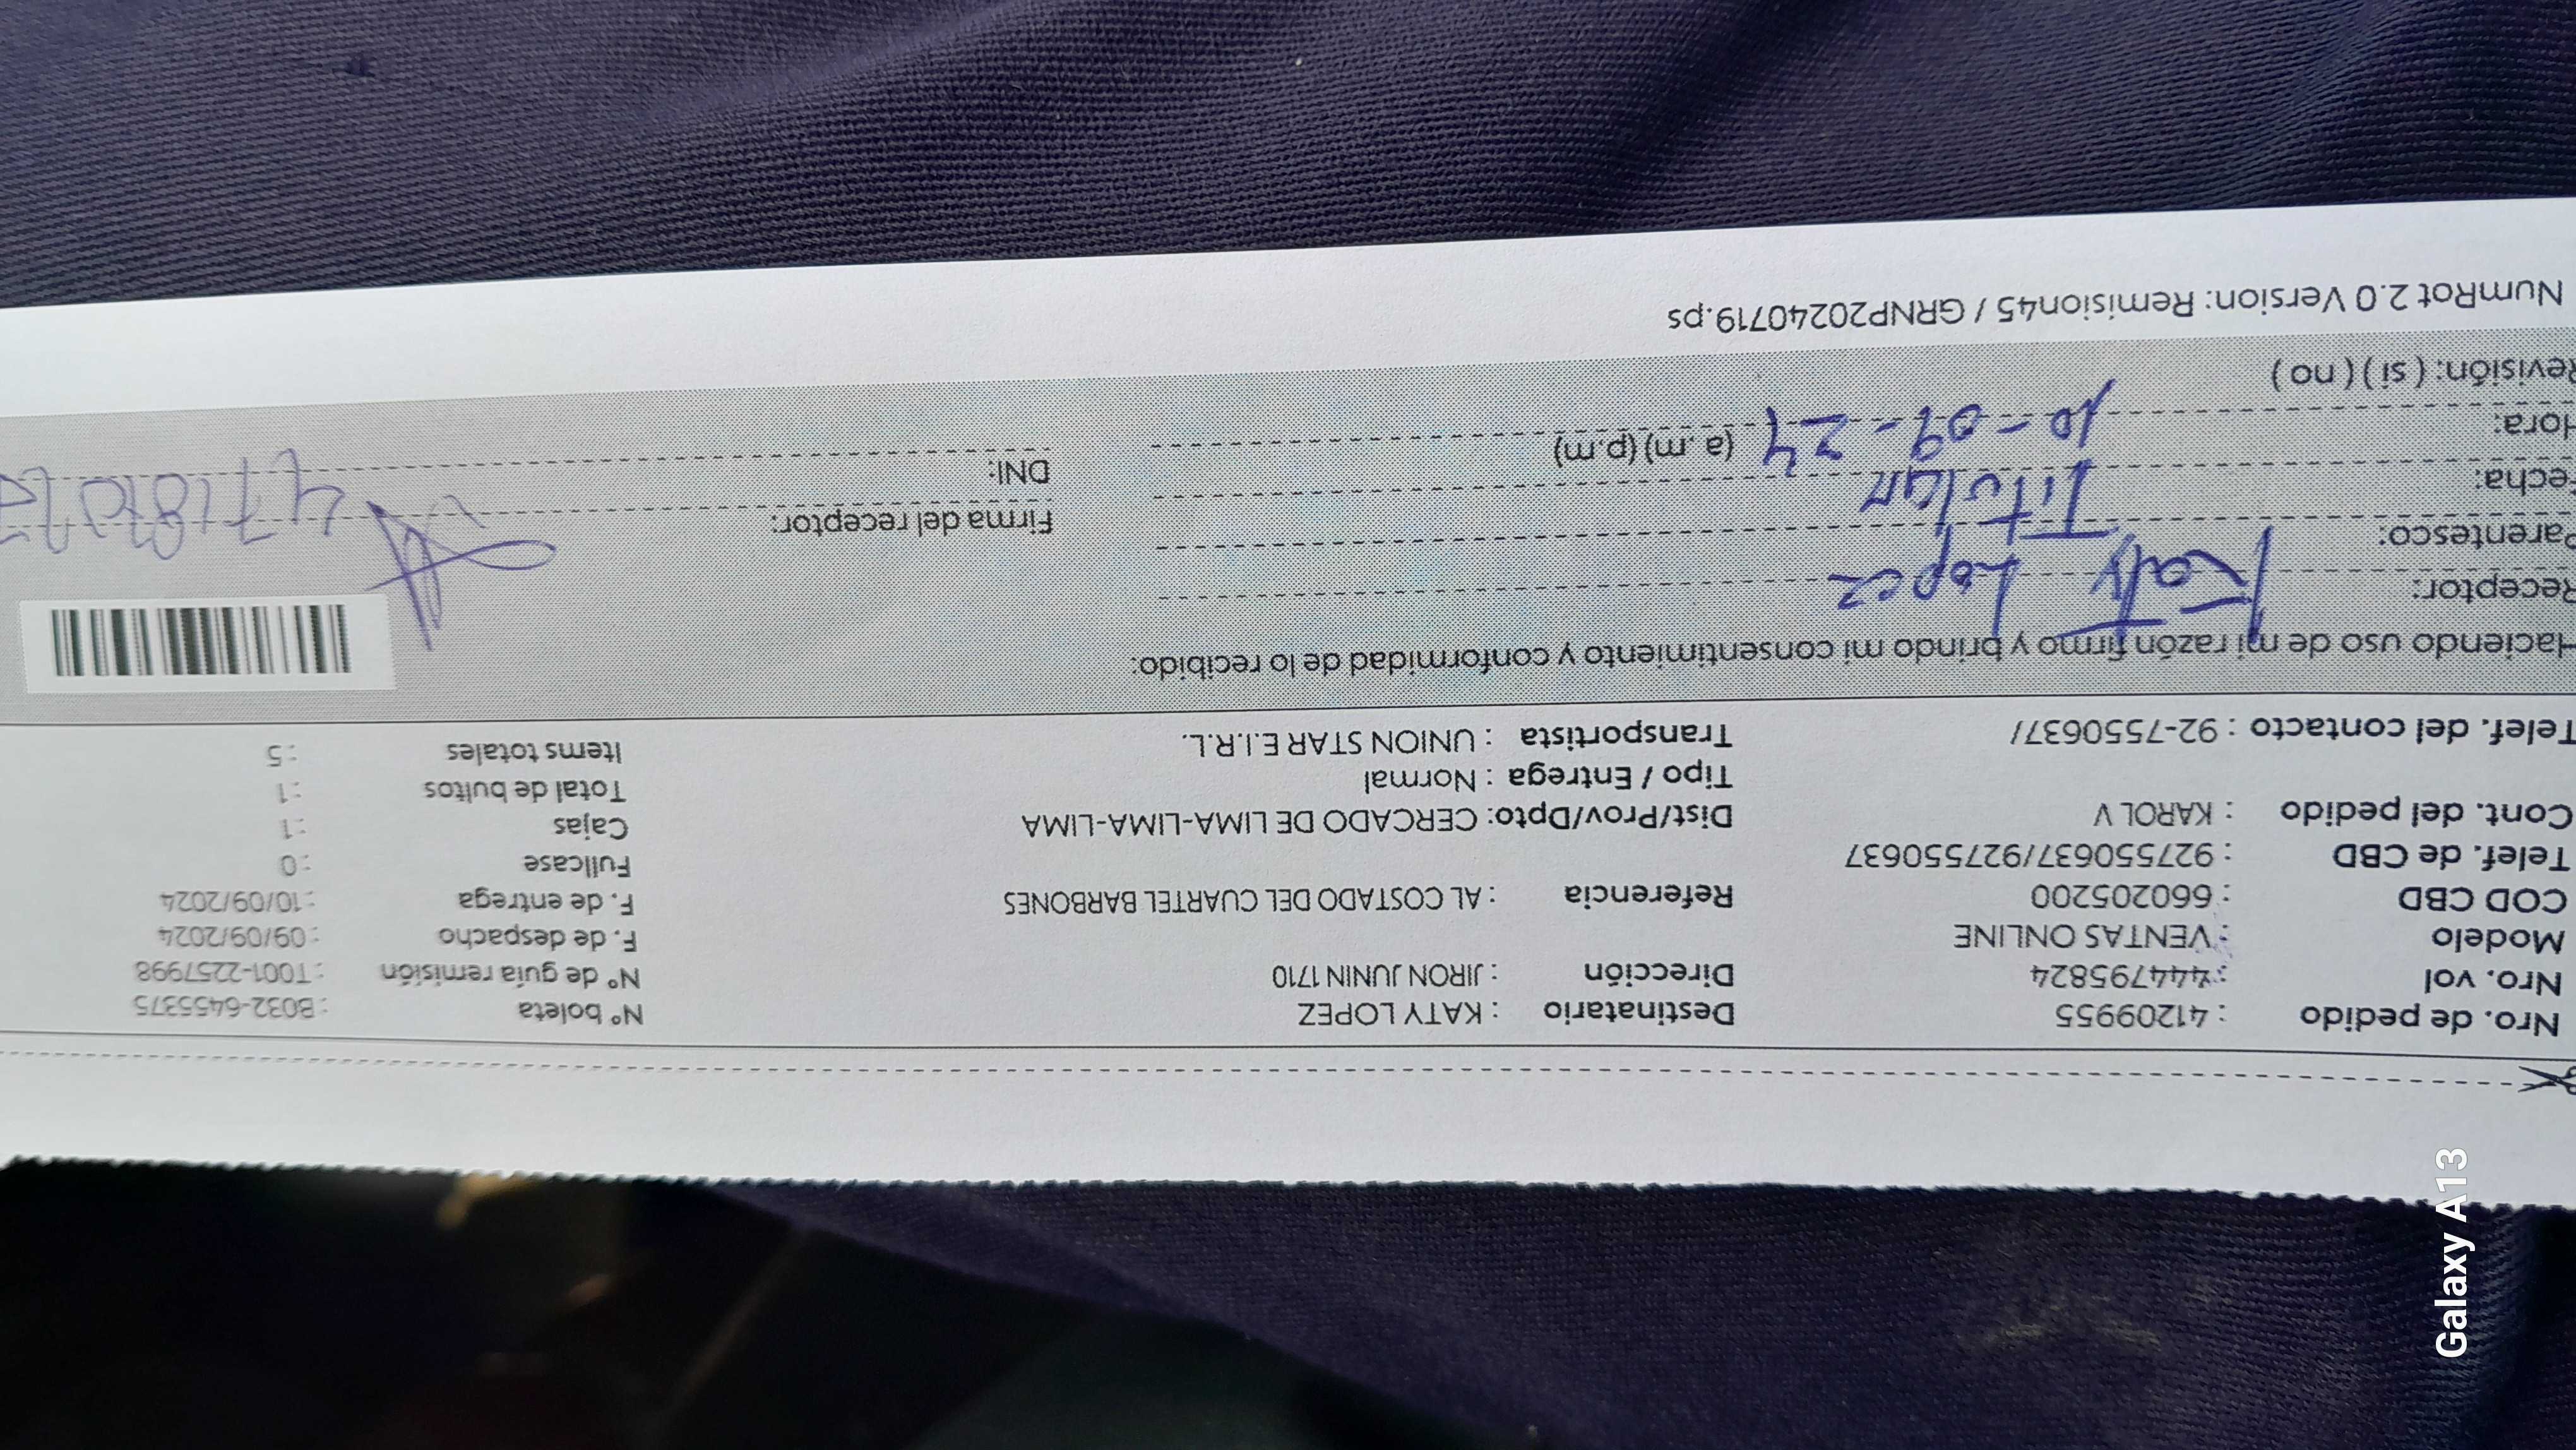 Nro. de pedido : 41209955 Destinatario : KATY LOPEZ N° boleta : B032-6455375
Nro. vol : 444795824 Dirección : JIRON JUNIN 1710 N° de guía remisión : T001-2257998
Modelo : VENTAS ONLINE F. de despacho : 09/09/2024
COD CBD : 660205200 Referencia : AL COSTADO DEL CUARTEL BARBONES F. de entrega : 10/09/2024
Telef. de CBD : 927550637/927550637 Fullcase : 0
Cont. del pedido : KAROL V Dist/Prov/Dpto: CERCADO DE LIMA-LIMA-LIMA Cajas : 1
Tipo / Entrega : Normal Total de bultos : 1
Telef. del contacto : 92-7550637// Transportista : UNION STAR E.I.R.L. Items totales : 5
Haciendo uso de mi razón firmo y brindo mi consentimiento y conformidad de lo recibido:
Receptor: Katy Lopez
Parentesco: Titular Firma del receptor:
Fecha: 10-09-24 DNI:
Hora: (a.m) (p.m)
Revisión: ( si ) ( no )
NumRot 2.0 Version: Remision45 / GRNP20240719.ps
Galaxy A13